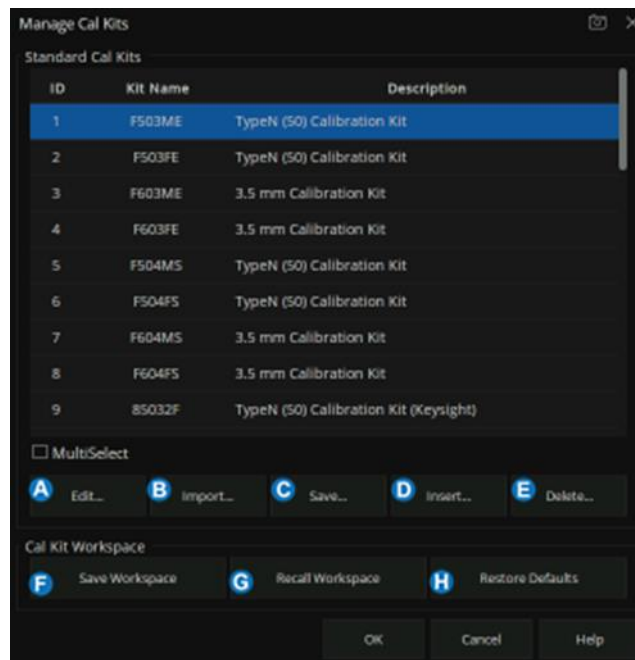 Manage Cal Kits
Standard Cal Kits
ID Kit Name Description
1 F503ME TypeN (50) Calibration Kit
2 F503FE TypeN (50) Calibration Kit
3 F603ME 3.5 mm Calibration Kit
4 F603FE 3.5 mm Calibration Kit
5 F504MS TypeN (50) Calibration Kit
6 F504FS TypeN (50) Calibration Kit
7 F604MS 3.5 mm Calibration Kit
8 F604FS 3.5 mm Calibration Kit
9 85032F TypeN (50) Calibration Kit (Keysight)
MultiSelect
A Edit... B Import... C Save... D Insert... E Delete...
Cal Kit Workspace
F Save Workspace G Recall Workspace H Restore Defaults
OK Cancel Help